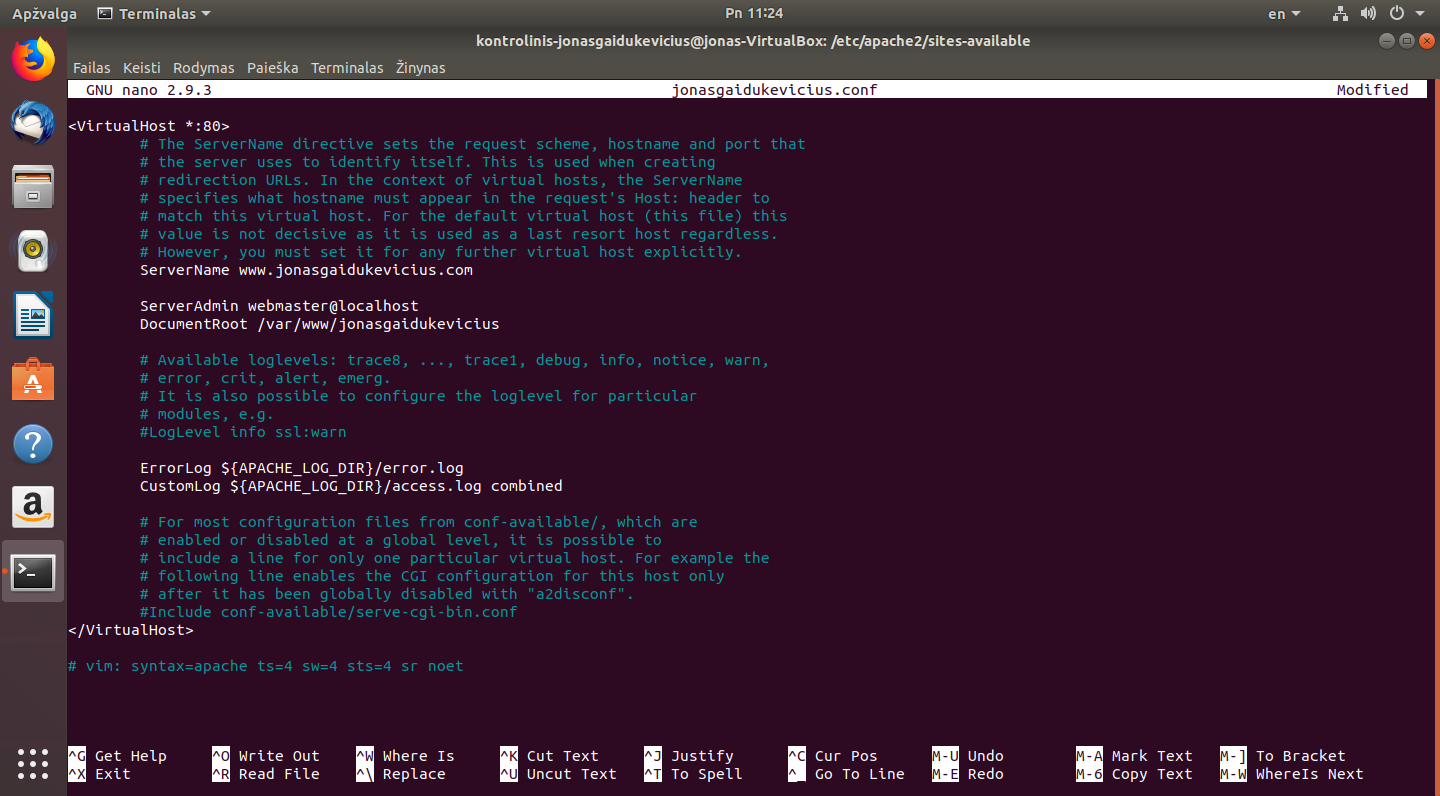 Apžvalga Terminalas Pn 11:24 en
kontrolinis-jonasgaidukevicius@jonas-VirtualBox: /etc/apache2/sites-available
Failas Keisti Rodymas Paieška Terminalas Žinynas
GNU nano 2.9.3 jonasgaidukevicius.conf Modified
<VirtualHost *:80>
# The ServerName directive sets the request scheme, hostname and port that
# the server uses to identify itself. This is used when creating
# redirection URLs. In the context of virtual hosts, the ServerName
# specifies what hostname must appear in the request's Host: header to
# match this virtual host. For the default virtual host (this file) this
# value is not decisive as it is used as a last resort host regardless.
# However, you must set it for any further virtual host explicitly.
ServerName www.jonasgaidukevicius.com
ServerAdmin webmaster@localhost
DocumentRoot /var/www/jonasgaidukevicius
# Available loglevels: trace8, ..., trace1, debug, info, notice, warn,
# error, crit, alert, emerg.
# It is also possible to configure the loglevel for particular
# modules, e.g.
#LogLevel info ssl:warn
ErrorLog ${APACHE_LOG_DIR}/error.log
CustomLog ${APACHE_LOG_DIR}/access.log combined
# For most configuration files from conf-available/, which are
# enabled or disabled at a global level, it is possible to
# include a line for only one particular virtual host. For example the
# following line enables the CGI configuration for this host only
# after it has been globally disabled with "a2disconf".
#Include conf-available/serve-cgi-bin.conf
</VirtualHost>
# vim: syntax=apache ts=4 sw=4 sts=4 sr noet
^G Get Help ^O Write Out ^W Where Is ^K Cut Text ^J Justify ^C Cur Pos M-U Undo M-A Mark Text M-] To Bracket
^X Exit ^R Read File ^\ Replace ^U Uncut Text ^T To Spell ^_ Go To Line M-E Redo M-6 Copy Text M-W WhereIs Next